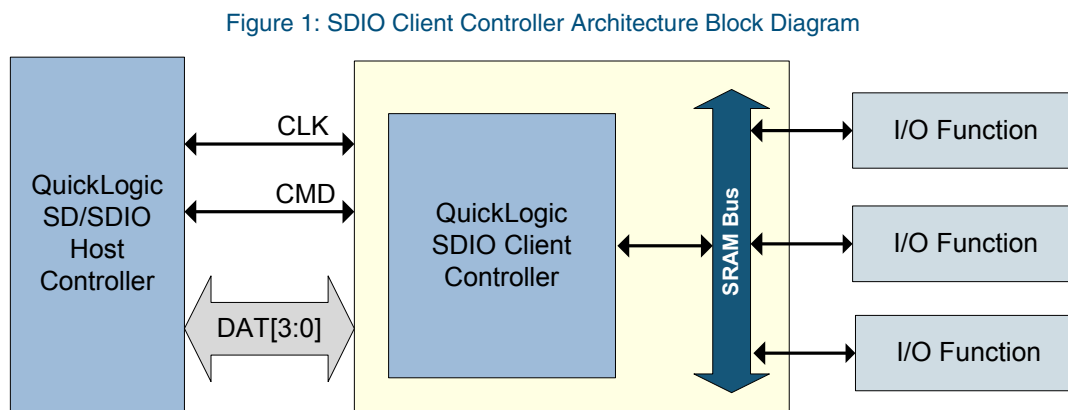 Figure 1: SDIO Client Controller Architecture Block Diagram
QuickLogic
SD/SDIO
Host
Controller
CLK
CMD
DAT[3:0]
QuickLogic
SDIO Client
Controller
SRAM Bus
I/O Function
I/O Function
I/O Function